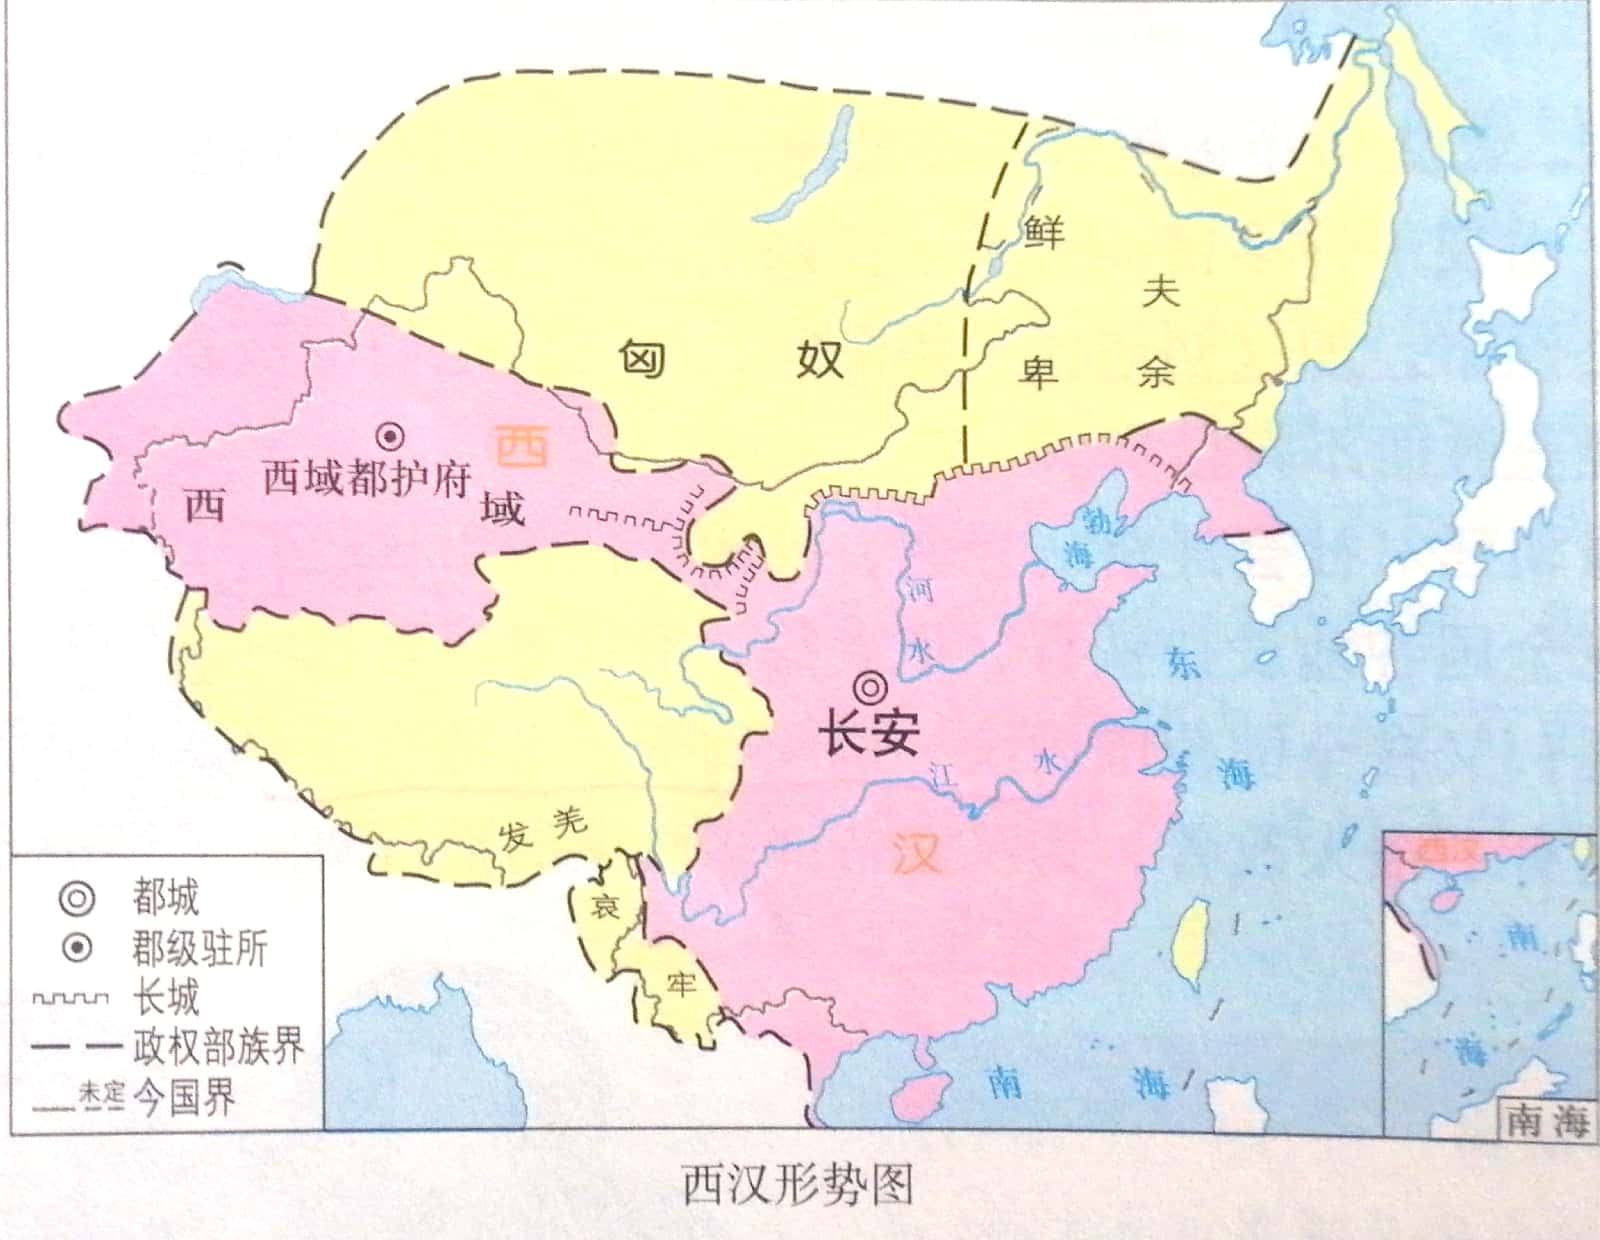 鲜卑
夫余
匈奴
西
西域都护府
西域
勃海
河水
东海
长安
江水
汉
发羌
哀牢
南海
都城
郡级驻所
长城
政权部族界
未定
今国界
西汉
南海
南海
西汉形势图